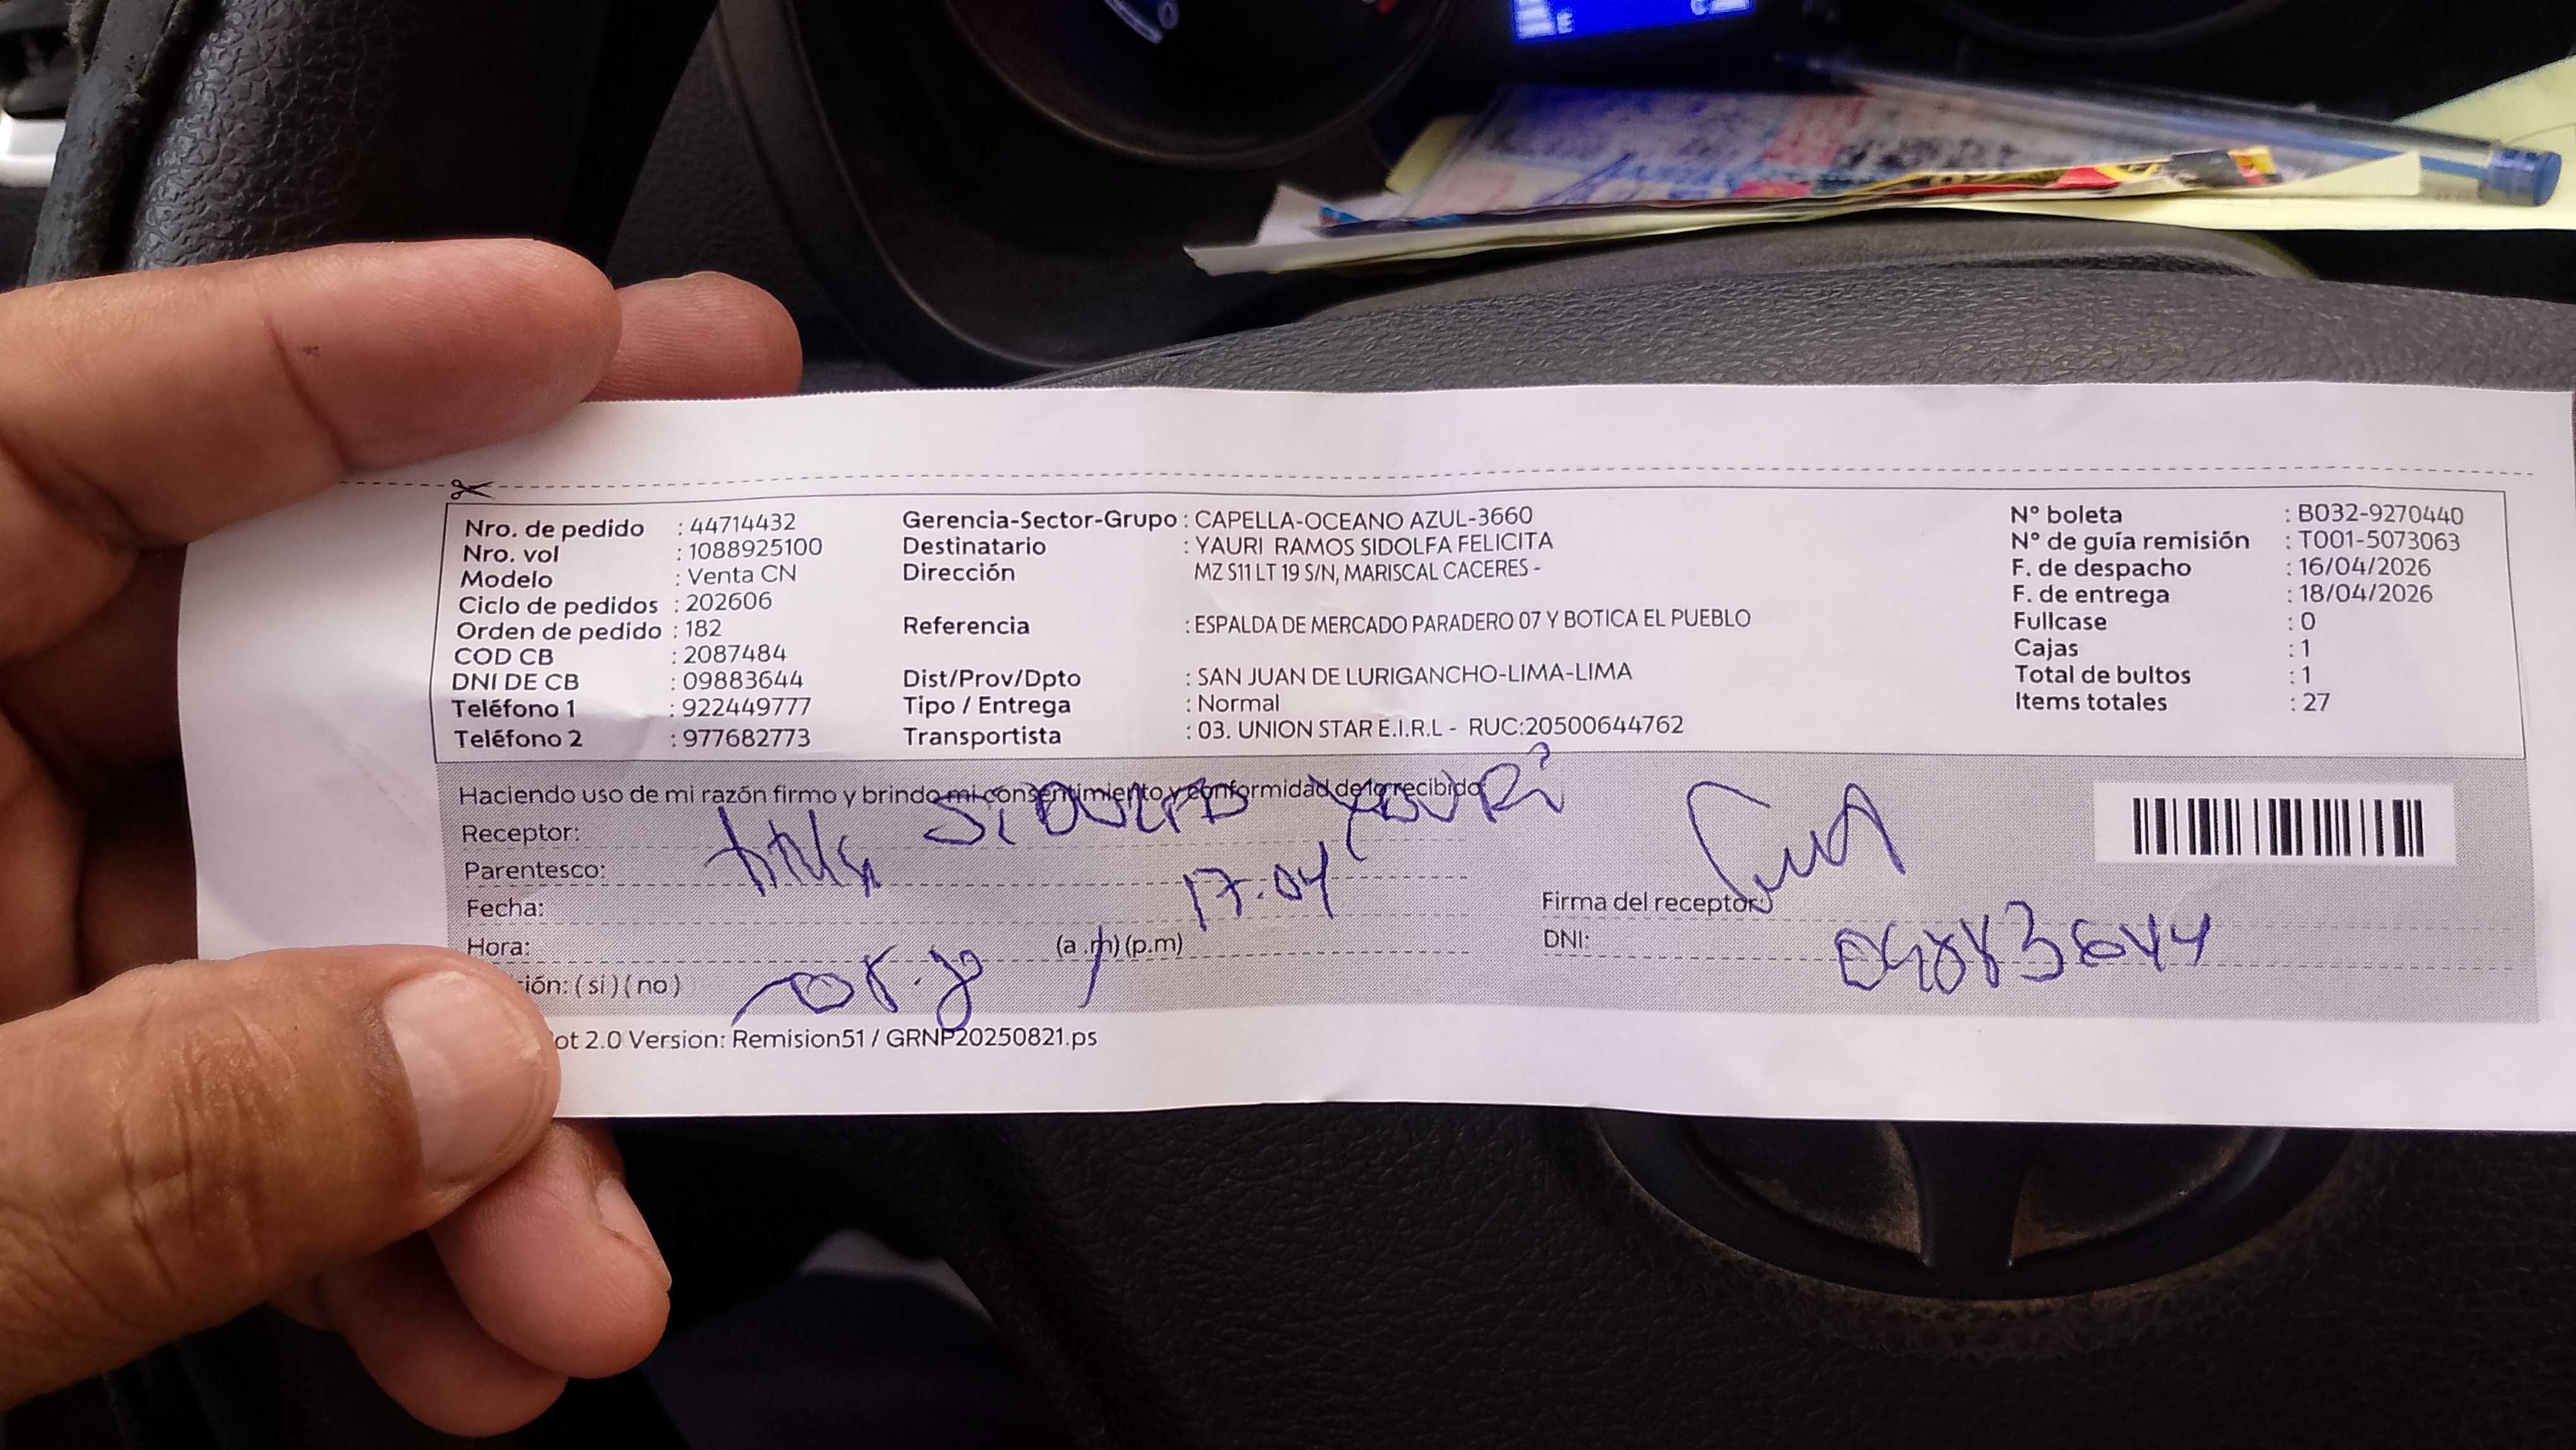 Nro. de pedido : 44714432
Nro. vol : 1088925100
Modelo : Venta CN
Ciclo de pedidos : 202606
Orden de pedido : 182
COD CB : 2087484
DNI DE CB : 09883644
Teléfono 1 : 922449777
Teléfono 2 : 977682773
Gerencia-Sector-Grupo : CAPELLA-OCEANO AZUL-3660
Destinatario : YAURI RAMOS SIDOLFA FELICITA
Dirección MZ S11 LT 19 S/N, MARISCAL CACERES -
Referencia : ESPALDA DE MERCADO PARADERO 07 Y BOTICA EL PUEBLO
Dist/Prov/Dpto : SAN JUAN DE LURIGANCHO-LIMA-LIMA
Tipo / Entrega : Normal
Transportista : 03. UNION STAR E.I.R.L - RUC:20500644762
N° boleta : B032-9270440
N° de guía remisión : T001-5073063
F. de despacho : 16/04/2026
F. de entrega : 18/04/2026
Fullcase : 0
Cajas : 1
Total de bultos : 1
Items totales : 27
Haciendo uso de mi razón firmo y brindo mi consentimiento y conformidad de lo recibido
Receptor: YAURI
Parentesco:
Fecha: 17.04
Hora: (a.m) (p.m)
ión: ( si ) ( no )
Firma del receptor:
DNI: 09883644
ot 2.0 Version: Remision51 / GRNP20250821.ps